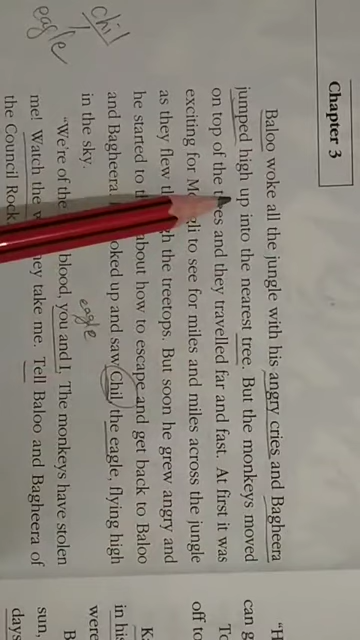 chil
eagle
Chapter 3
Baloo woke all the jungle with his angry cries and Bagheera
jumped high up into the nearest tree. But the monkeys moved
on top of the and they travelled far and fast. At first it was
exciting for to see for miles and miles across the jungle
as they flew the treetops. But soon he grew angry and
he started to about how to escape and get back to Baloo
and Bagheera. up and saw Chil the eagle, flying high
in the sky.
eagle
"We're of the blood, you and I. The monkeys have stolen
me! Watch the they take me. Tell Baloo and Bagheera of
the Council Rock
"H
can g
To
off to
in his
were
B
sun,
days